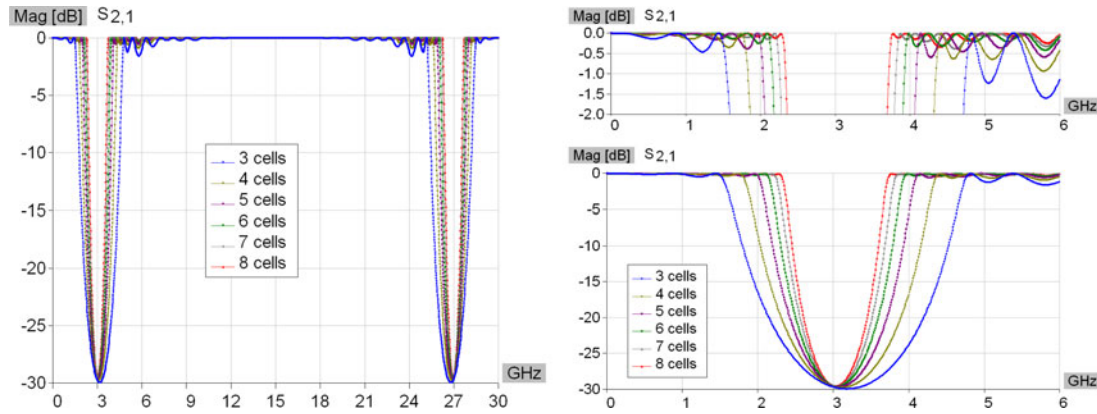 Mag [dB] S2,1
0
-5
-10
-15
-20
-25
-30
3 cells
4 cells
5 cells
6 cells
7 cells
8 cells
GHz
0 3 6 9 12 15 18 21 24 27 30
Mag [dB] S2,1
0.0
-0.5
-1.0
-1.5
-2.0
GHz
0 1 2 3 4 5 6
Mag [dB] S2,1
0
-5
-10
-15
-20
-25
-30
3 cells
4 cells
5 cells
6 cells
7 cells
8 cells
GHz
0 1 2 3 4 5 6